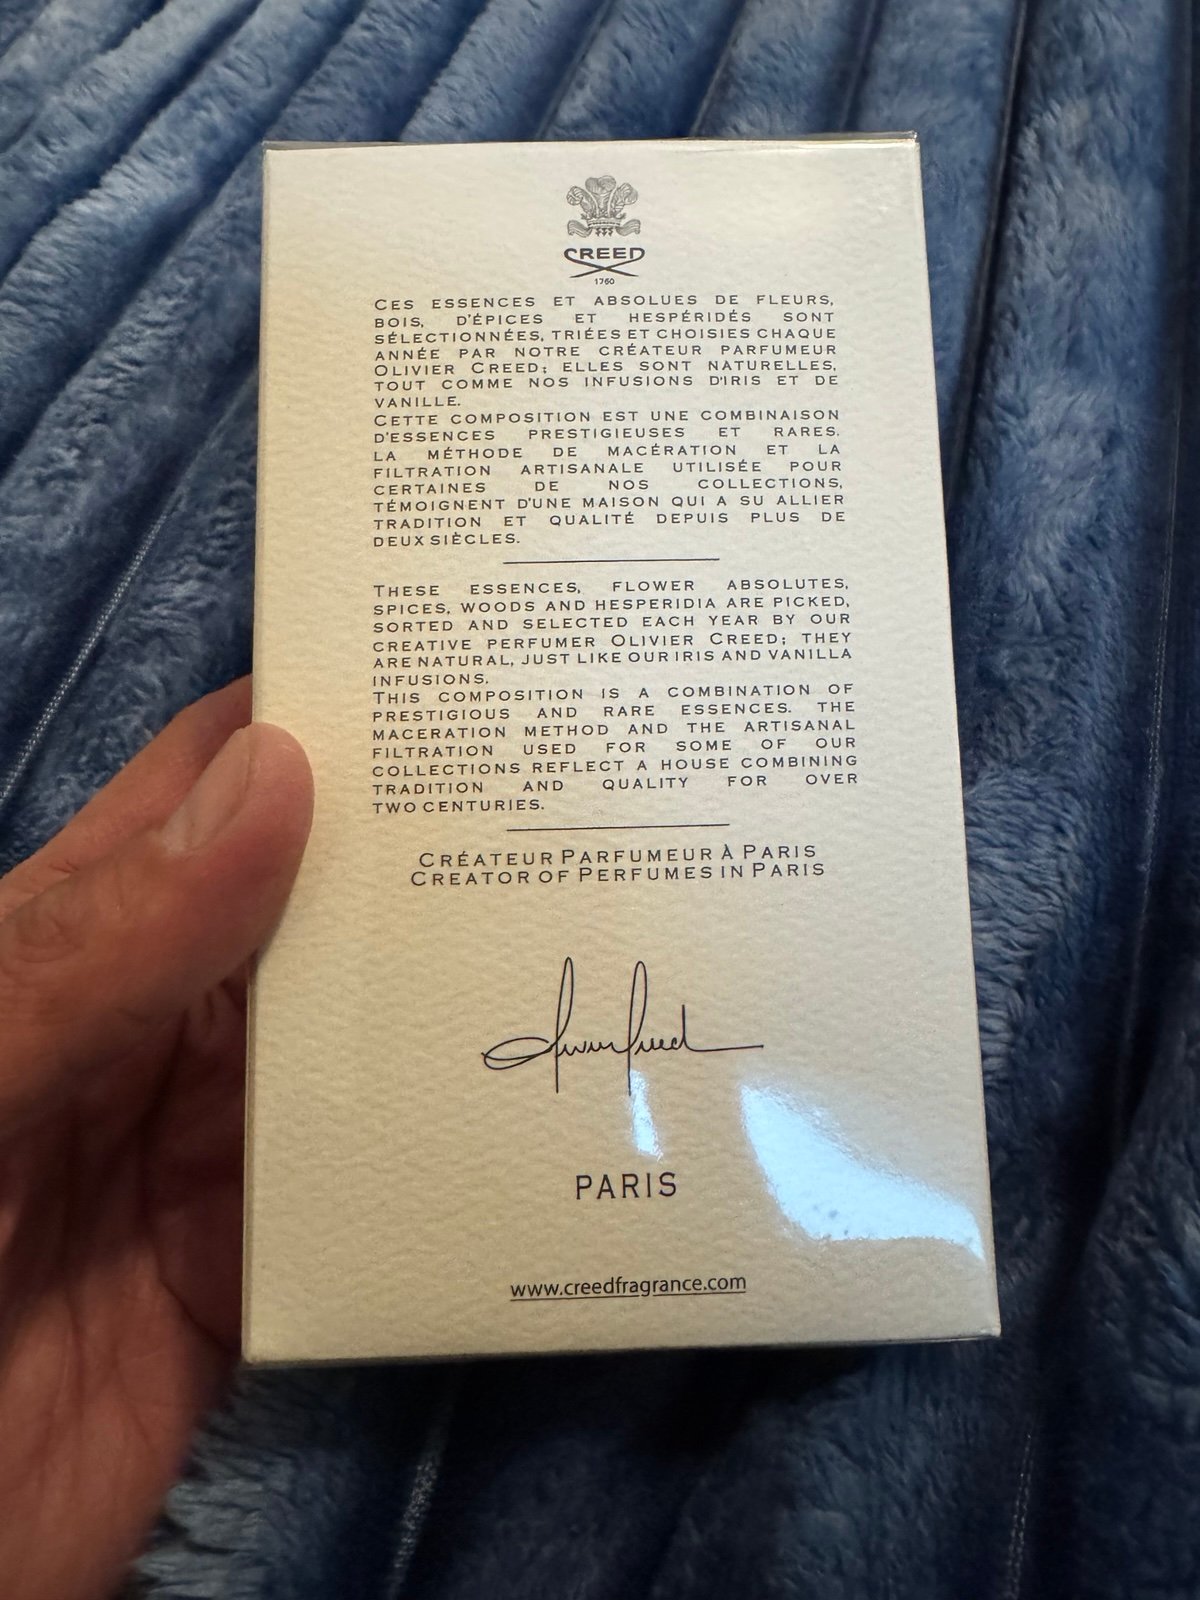 CREED
1760
CES ESSENCES ET ABSOLUES DE FLEURS,
BOIS, D'ÉPICES ET HESPÉRIDÉS SONT
SÉLECTIONNÉES, TRIÉES ET CHOISIES CHAQUE
ANNÉE PAR NOTRE CRÉATEUR PARFUMEUR
OLIVIER CREED; ELLES SONT NATURELLES,
TOUT COMME NOS INFUSIONS D'IRIS ET DE
VANILLE.
CETTE COMPOSITION EST UNE COMBINAISON
D'ESSENCES PRESTIGIEUSES ET RARES.
LA MÉTHODE DE MACÉRATION ET LA
FILTRATION ARTISANALE UTILISÉE POUR
CERTAINES DE NOS COLLECTIONS,
TÉMOIGNENT D'UNE MAISON QUI A SU ALLIER
TRADITION ET QUALITÉ DEPUIS PLUS DE
DEUX SIÈCLES.
THESE ESSENCES, FLOWER ABSOLUTES,
SPICES, WOODS AND HESPERIDIA ARE PICKED,
SORTED AND SELECTED EACH YEAR BY OUR
CREATIVE PERFUMER OLIVIER CREED; THEY
ARE NATURAL, JUST LIKE OUR IRIS AND VANILLA
INFUSIONS.
THIS COMPOSITION IS A COMBINATION OF
PRESTIGIOUS AND RARE ESSENCES. THE
MACERATION METHOD AND THE ARTISANAL
FILTRATION USED FOR SOME OF OUR
COLLECTIONS REFLECT A HOUSE COMBINING
TRADITION AND QUALITY FOR OVER
TWO CENTURIES.
CRÉATEUR PARFUMEUR À PARIS
CREATOR OF PERFUMES IN PARIS
Olivier Creed
PARIS
www.creedfragrance.com